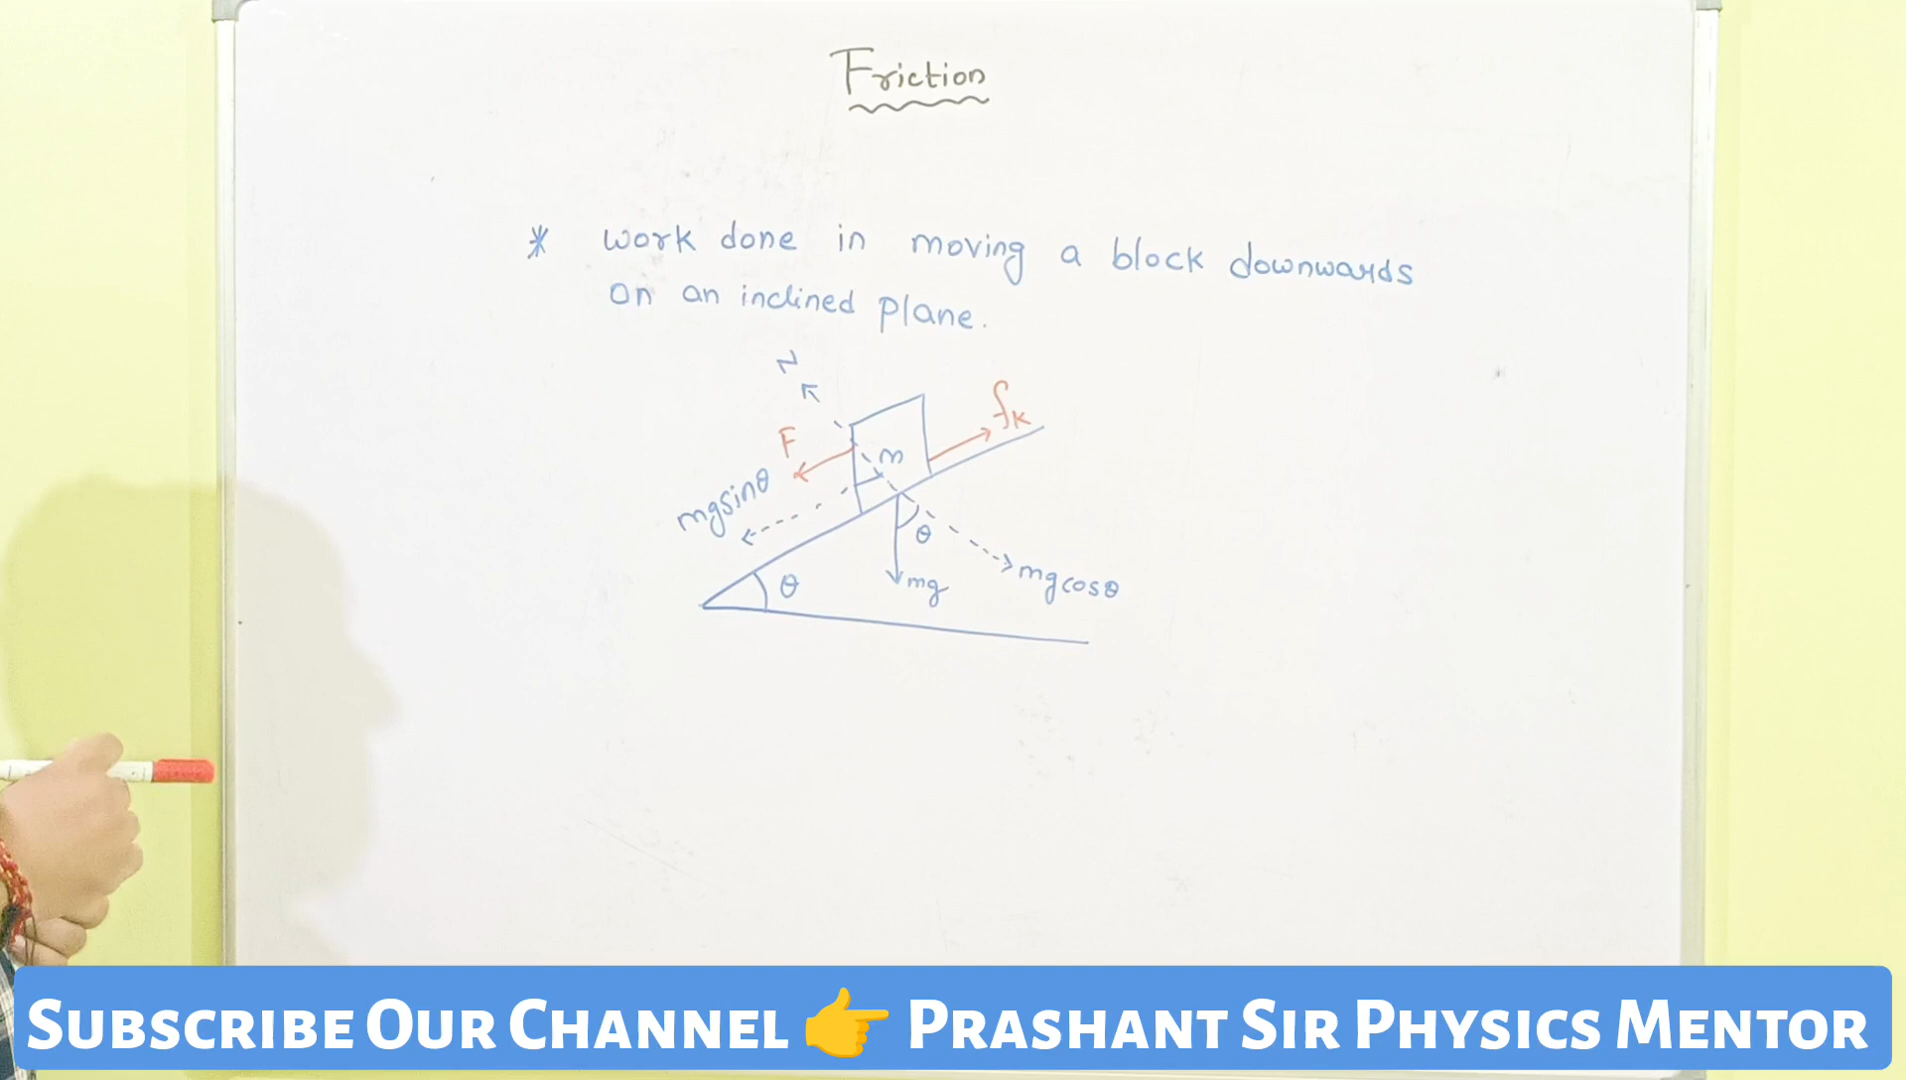 Friction
* work done in moving a block downwards
on an inclined plane.
N
fk
F
m
mgsinθ
θ
θ
mg
mgcosθ
SUBSCRIBE OUR CHANNEL 👉 PRASHANT SIR PHYSICS MENTOR